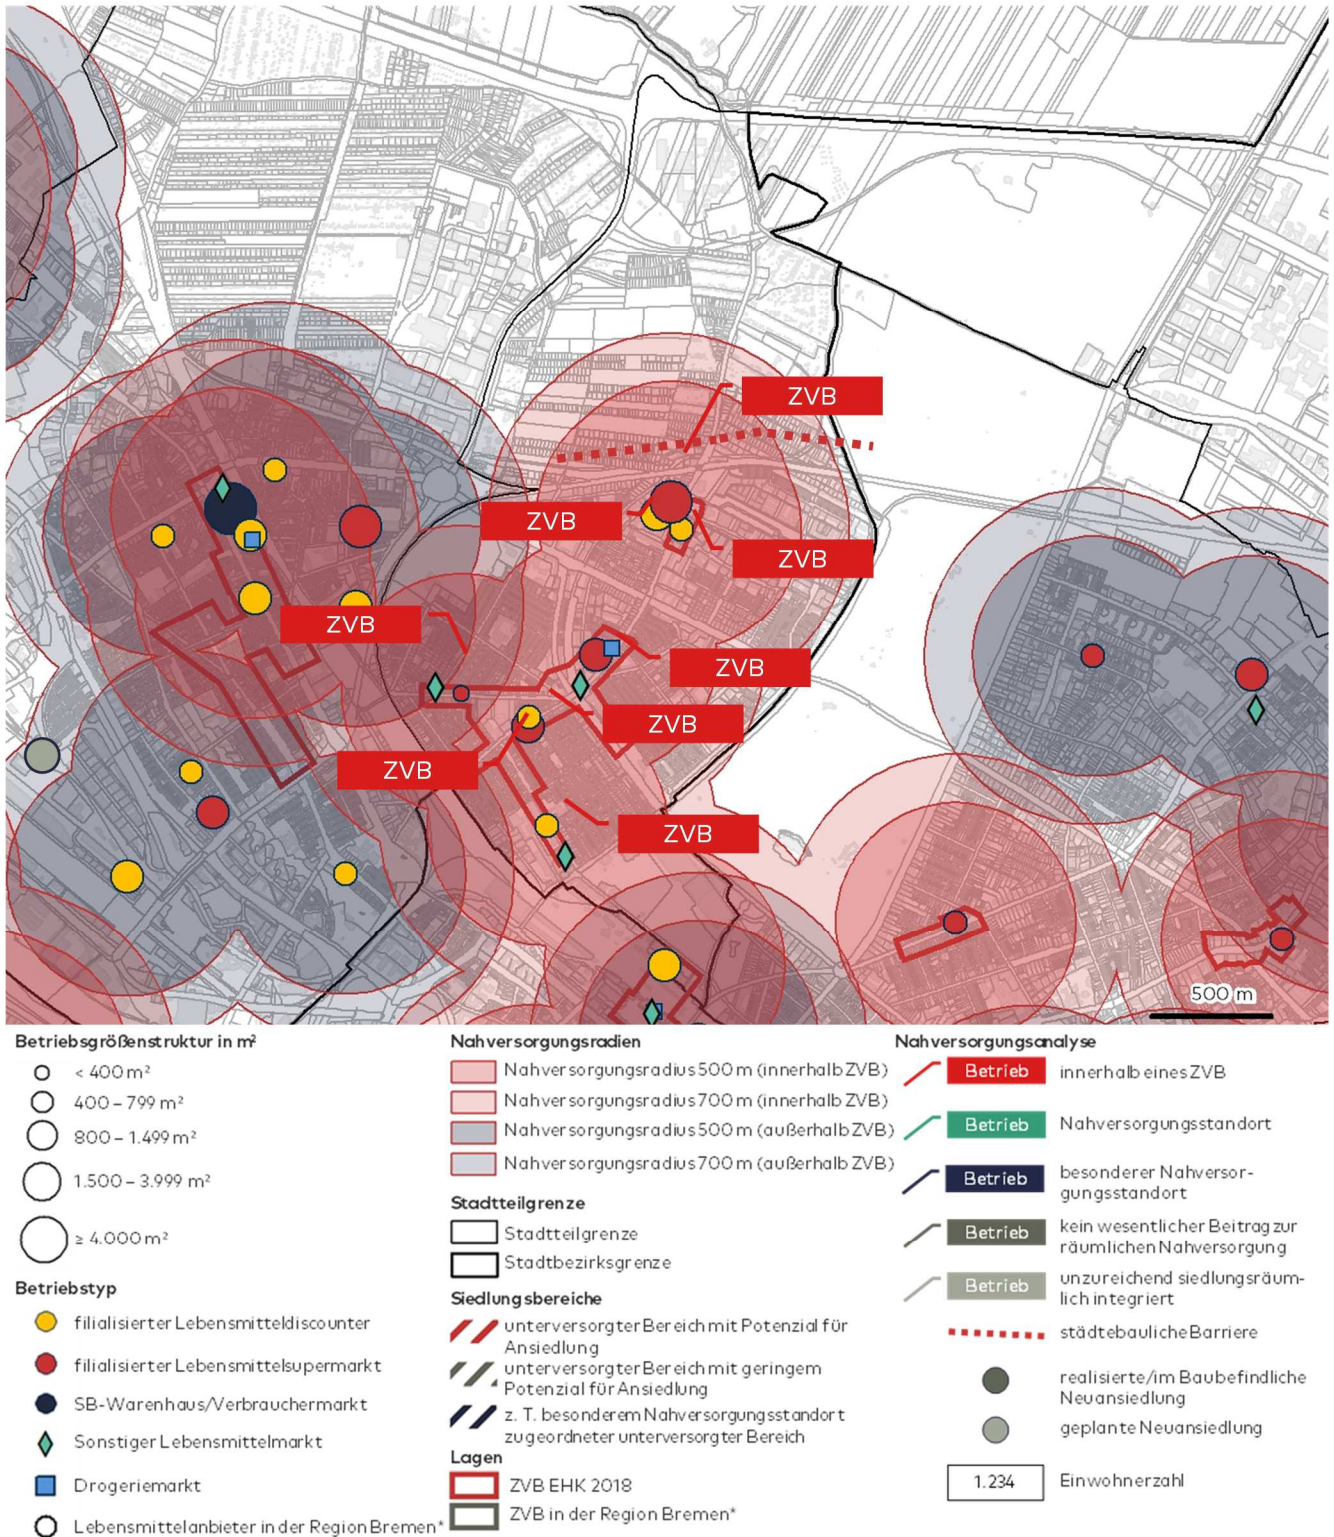 ZVB
ZVB
ZVB
ZVB
ZVB
ZVB
ZVB
ZVB
500 m
Betriebsgrößenstruktur in m²
< 400 m²
400 – 799 m²
800 – 1.499 m²
1.500 – 3.999 m²
≥ 4.000 m²
Betriebstyp
filialisierter Lebensmitteldiscounter
filialisierter Lebensmittelsupermarkt
SB-Warenhaus/Verbrauchermarkt
Sonstiger Lebensmittelmarkt
Drogeriemarkt
Lebensmittelanbieter in der Region Bremen*
Nahversorgungsradien
Nahversorgungsradius 500 m (innerhalb ZVB)
Nahversorgungsradius 700 m (innerhalb ZVB)
Nahversorgungsradius 500 m (außerhalb ZVB)
Nahversorgungsradius 700 m (außerhalb ZVB)
Stadtteilgrenze
Stadtteilgrenze
Stadtbezirksgrenze
Siedlungsbereiche
unterversorgter Bereich mit Potenzial für
Ansiedlung
unterversorgter Bereich mit geringem
Potenzial für Ansiedlung
z. T. besonderem Nahversorgungsstandort
zugeordneter unterversorgter Bereich
Lagen
ZVB EHK 2018
ZVB in der Region Bremen*
Nahversorgungsanalyse
Betrieb innerhalb eines ZVB
Betrieb Nahversorgungsstandort
Betrieb besonderer Nahversor-
gungsstandort
Betrieb kein wesentlicher Beitrag zur
räumlichen Nahversorgung
Betrieb unzureichend siedlungsräum-
lich integriert
städtebauliche Barriere
realisierte/im Bau befindliche
Neuansiedlung
geplante Neuansiedlung
1.234 Einwohnerzahl